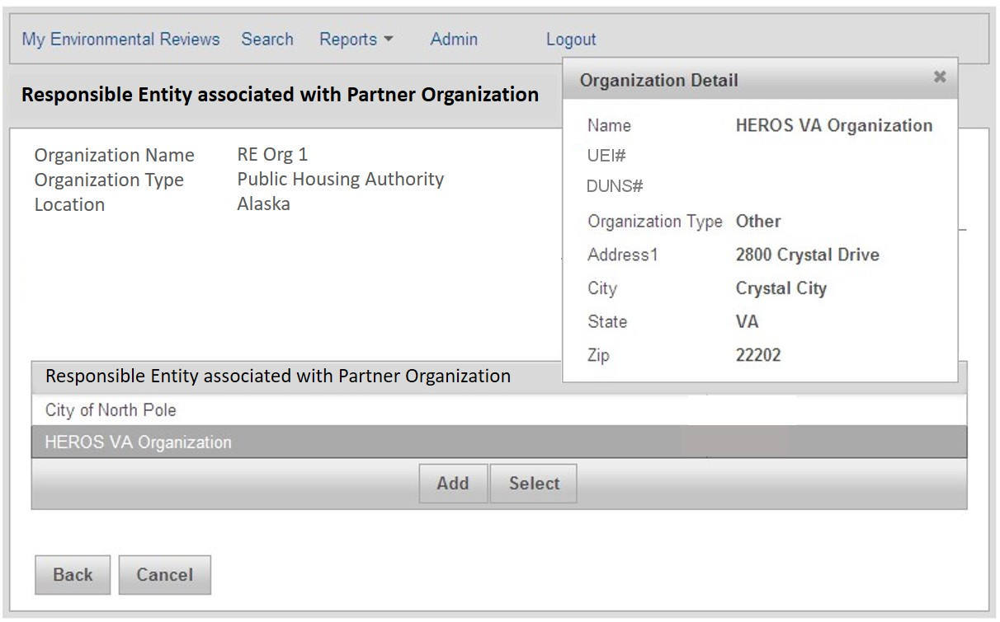 My Environmental Reviews Search Reports Admin Logout
Responsible Entity associated with Partner Organization
Organization Name RE Org 1
Organization Type Public Housing Authority
Location Alaska
Organization Detail
Name HEROS VA Organization
UEI#
DUNS#
Organization Type Other
Address1 2800 Crystal Drive
City Crystal City
State VA
Zip 22202
Responsible Entity associated with Partner Organization
City of North Pole
HEROS VA Organization
Add Select
Back Cancel